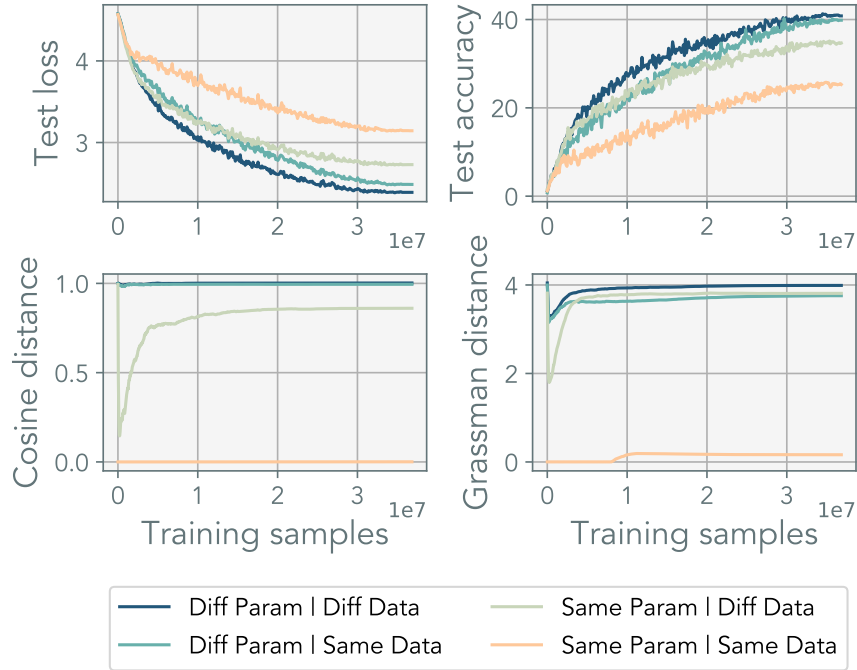 Test loss
4
3
0 1 2 3
1e7
Test accuracy
40
20
0
0 1 2 3
1e7
Cosine distance
1.0
0.5
0.0
0 1 2 3
1e7
Training samples
Grassman distance
4
2
0
0 1 2 3
1e7
Training samples
Diff Param | Diff Data
Diff Param | Same Data
Same Param | Diff Data
Same Param | Same Data